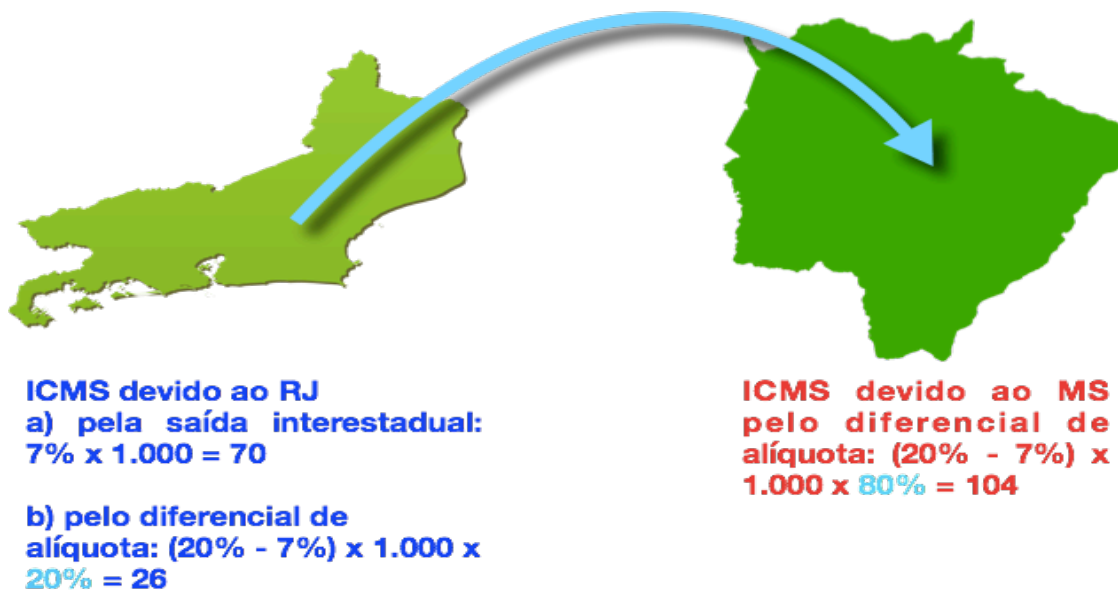 ICMS devido ao RJ
a) pela saída interestadual:
7% x 1.000 = 70
b) pelo diferencial de
alíquota: (20% - 7%) x 1.000 x
20% = 26
ICMS devido ao MS
pelo diferencial de
alíquota: (20% - 7%) x
1.000 x 80% = 104